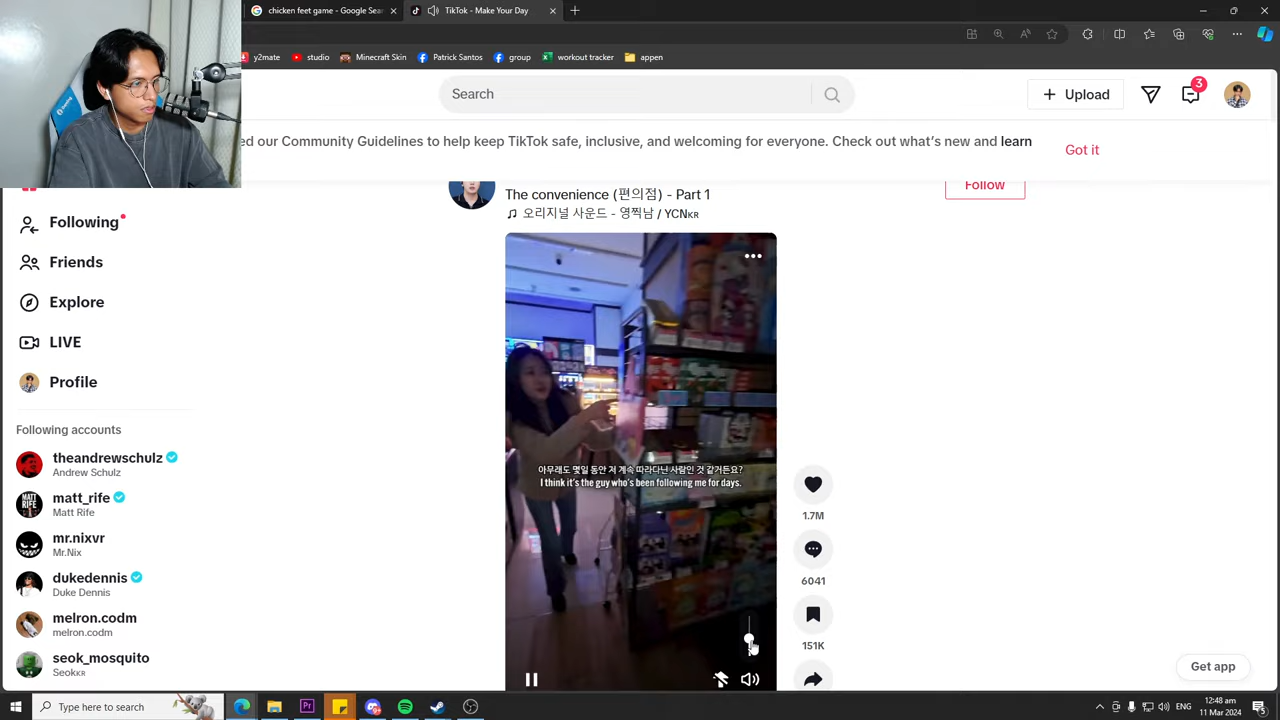 chicken feet game - Google Sear
TikTok - Make Your Day
y2mate
studio
Minecraft Skin
Patrick Santos
group
workout tracker
appen
Search
Upload
3
ed our Community Guidelines to help keep TikTok safe, inclusive, and welcoming for everyone. Check out what's new and learn
Got it
The convenience (편의점) - Part 1
Follow
오리지널 사운드 - 영찍남 / YCNKR
Following
Friends
Explore
LIVE
Profile
Following accounts
theandrewschulz
Andrew Schulz
matt_rife
Matt Rife
mr.nixvr
Mr.Nix
dukedennis
Duke Dennis
melron.codm
melron.codm
seok_mosquito
SeokKR
아무래도 몇일 동안 저 계속 따라다닌 사람인 것 같거든요?
I think it's the guy who's been following me for days.
1.7M
6041
151K
Get app
Type here to search
12:48 am
11 Mar 2024